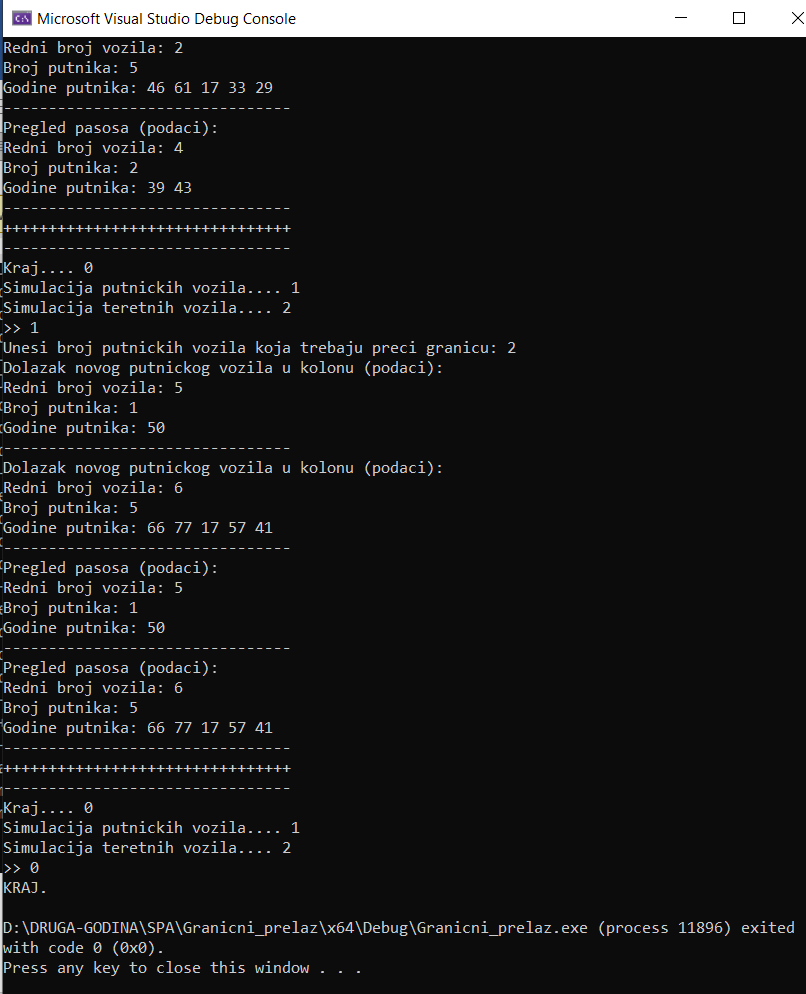 Microsoft Visual Studio Debug Console
Redni broj vozila: 2
Broj putnika: 5
Godine putnika: 46 61 17 33 29
--------------------------------
Pregled pasosa (podaci):
Redni broj vozila: 4
Broj putnika: 2
Godine putnika: 39 43
--------------------------------
++++++++++++++++++++++++++++++++
--------------------------------
Kraj.... 0
Simulacija putnickih vozila.... 1
Simulacija teretnih vozila.... 2
>> 1
Unesi broj putnickih vozila koja trebaju preci granicu: 2
Dolazak novog putnickog vozila u kolonu (podaci):
Redni broj vozila: 5
Broj putnika: 1
Godine putnika: 50
--------------------------------
Dolazak novog putnickog vozila u kolonu (podaci):
Redni broj vozila: 6
Broj putnika: 5
Godine putnika: 66 77 17 57 41
--------------------------------
Pregled pasosa (podaci):
Redni broj vozila: 5
Broj putnika: 1
Godine putnika: 50
--------------------------------
Pregled pasosa (podaci):
Redni broj vozila: 6
Broj putnika: 5
Godine putnika: 66 77 17 57 41
--------------------------------
++++++++++++++++++++++++++++++++
--------------------------------
Kraj.... 0
Simulacija putnickih vozila.... 1
Simulacija teretnih vozila.... 2
>> 0
KRAJ.
D:\DRUGA-GODINA\SPA\Granicni_prelaz\x64\Debug\Granicni_prelaz.exe (process 11896) exited
with code 0 (0x0).
Press any key to close this window . . .